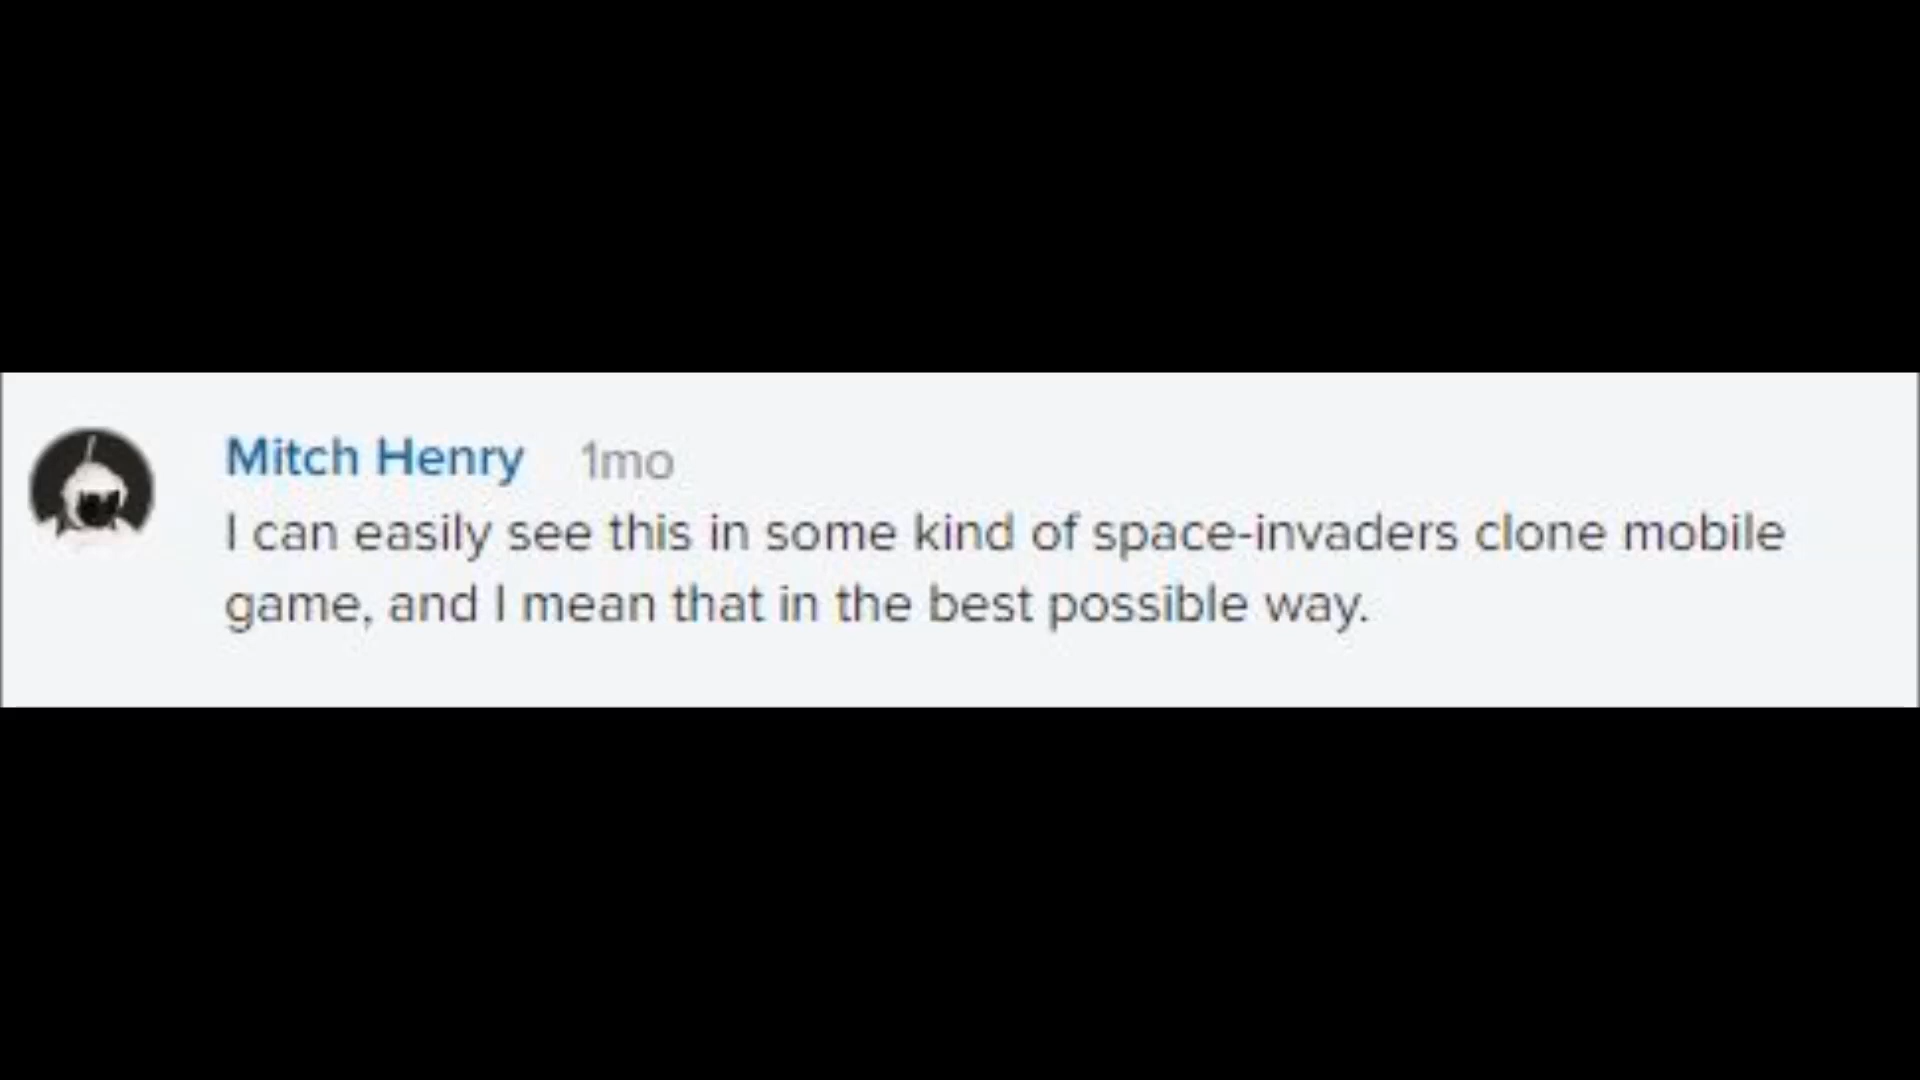 Mitch Henry 1mo
I can easily see this in some kind of space-invaders clone mobile
game, and I mean that in the best possible way.